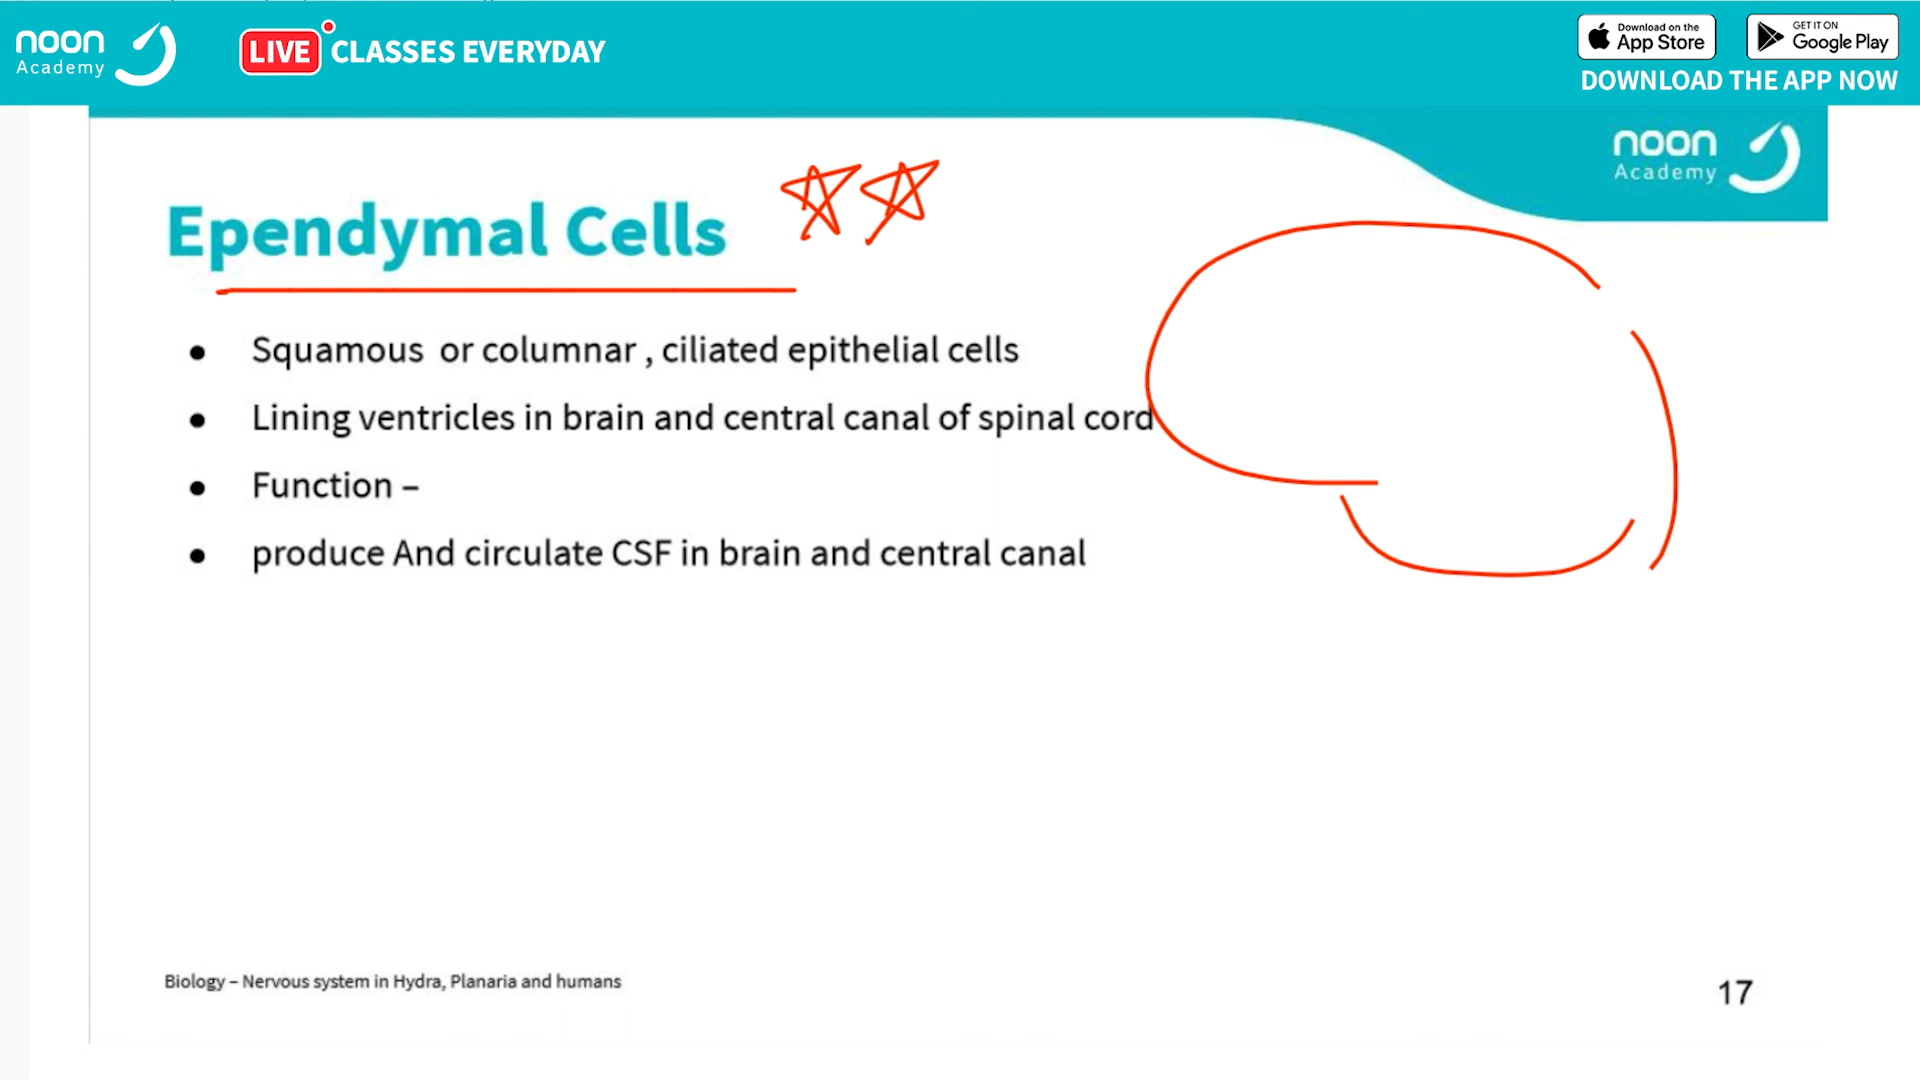 noon
Academy
LIVE CLASSES EVERYDAY
Download on the
App Store
GET IT ON
Google Play
DOWNLOAD THE APP NOW
noon
Academy
Ependymal Cells
Squamous or columnar , ciliated epithelial cells
Lining ventricles in brain and central canal of spinal cord
Function –
produce And circulate CSF in brain and central canal
Biology – Nervous system in Hydra, Planaria and humans
17